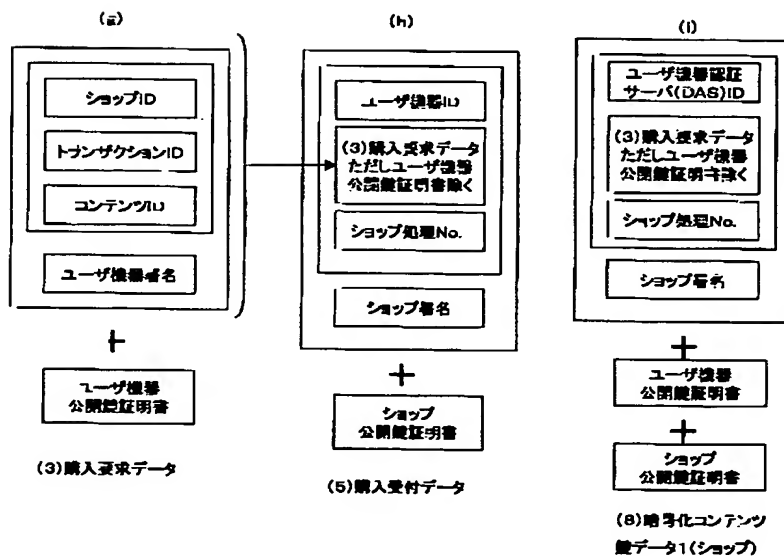 (a)
ショップID
トランザクションID
コンテンツID
ユーザ機器署名
+
ユーザ機器
公開鍵証明書
(3)購入要求データ
(h)
ユーザ機器ID
(3)購入要求データ
ただしユーザ機器
公開鍵証明書除く
ショップ処理No.
ショップ署名
+
ショップ
公開鍵証明書
(5)購入受付データ
(i)
ユーザ機器認証
サーバ(DAS)ID
(3)購入要求データ
ただしユーザ機器
公開鍵証明書除く
ショップ処理No.
ショップ署名
+
ユーザ機器
公開鍵証明書
+
ショップ
公開鍵証明書
(8)暗号化コンテンツ
鍵データ1(ショップ)